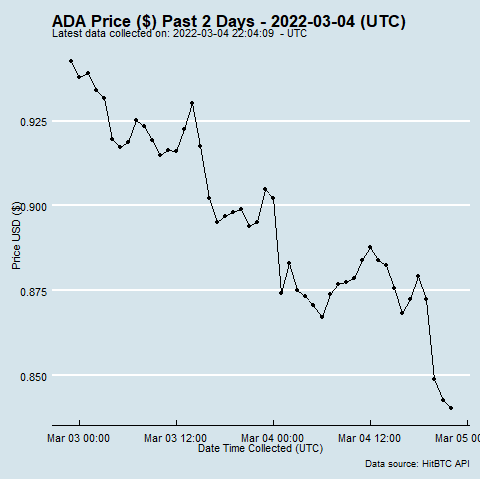 ADA Price ($) Past 2 Days - 2022-03-04 (UTC)
Latest data collected on: 2022-03-04 22:04:09 - UTC
0.925
0.900
0.875
0.850
Price USD ($)
Mar 03 00:00
Mar 03 12:00
Mar 04 00:00
Mar 04 12:00
Mar 05 00
Date Time Collected (UTC)
Data source: HitBTC API